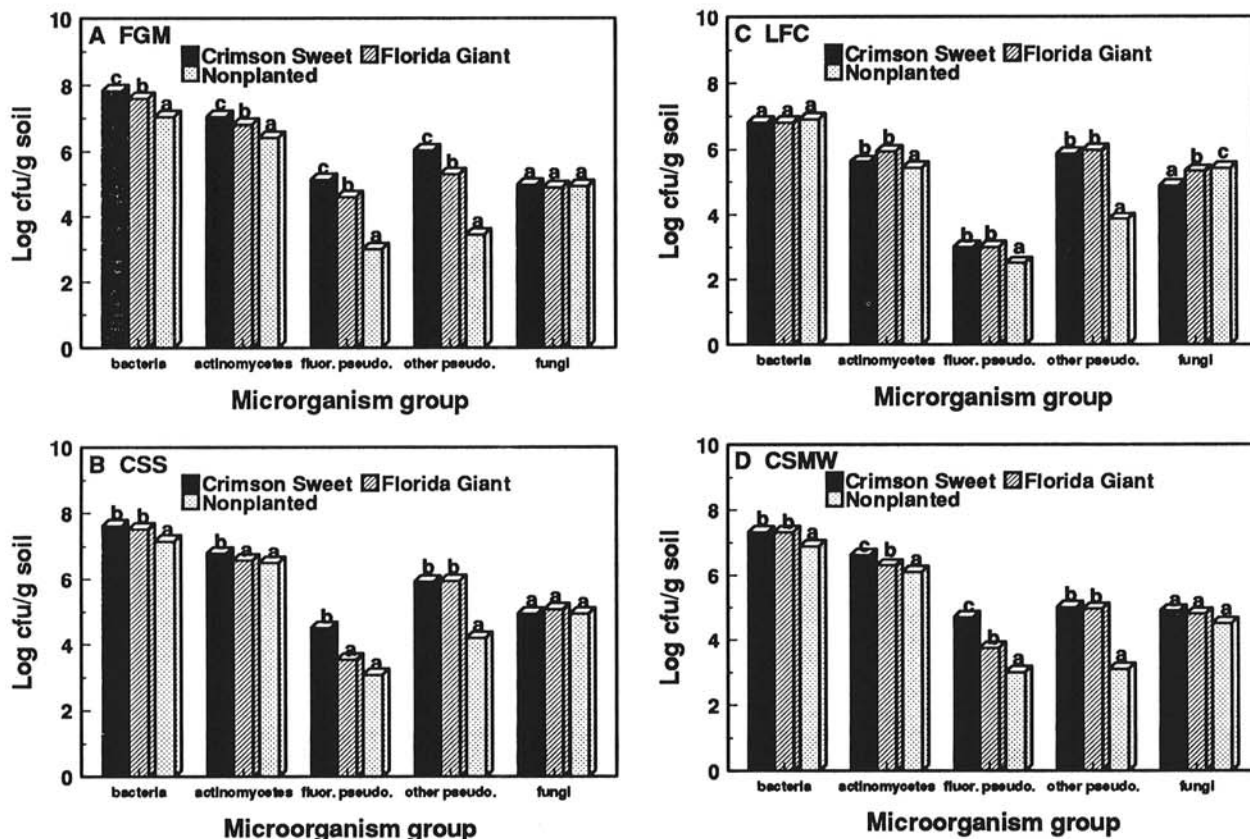 A FGM
Crimson Sweet Florida Giant
Nonplanted
Log cfu/g soil
10
8
6
4
2
0
c b a
c b a
c b a
c b a
a a a
bacteria actinomycetes fluor. pseudo. other pseudo. fungi
Microrganism group
C LFC
Crimson Sweet Florida Giant
Nonplanted
Log cfu/g soil
10
8
6
4
2
0
a a a
b b a
b b a
b b a
a b c
bacteria actinomycetes fluor. pseudo. other pseudo. fungi
Microrganism group
B CSS
Crimson Sweet Florida Giant
Nonplanted
Log cfu/g soil
10
8
6
4
2
0
b b a
b a a
b a a
b b a
a a a
bacteria actinomycetes fluor. pseudo. other pseudo. fungi
Microorganism group
D CSMW
Crimson Sweet Florida Giant
Nonplanted
Log cfu/g soil
10
8
6
4
2
0
b b a
c b a
c b a
b b a
a a a
bacteria actinomycetes fluor. pseudo. other pseudo. fungi
Microorganism group